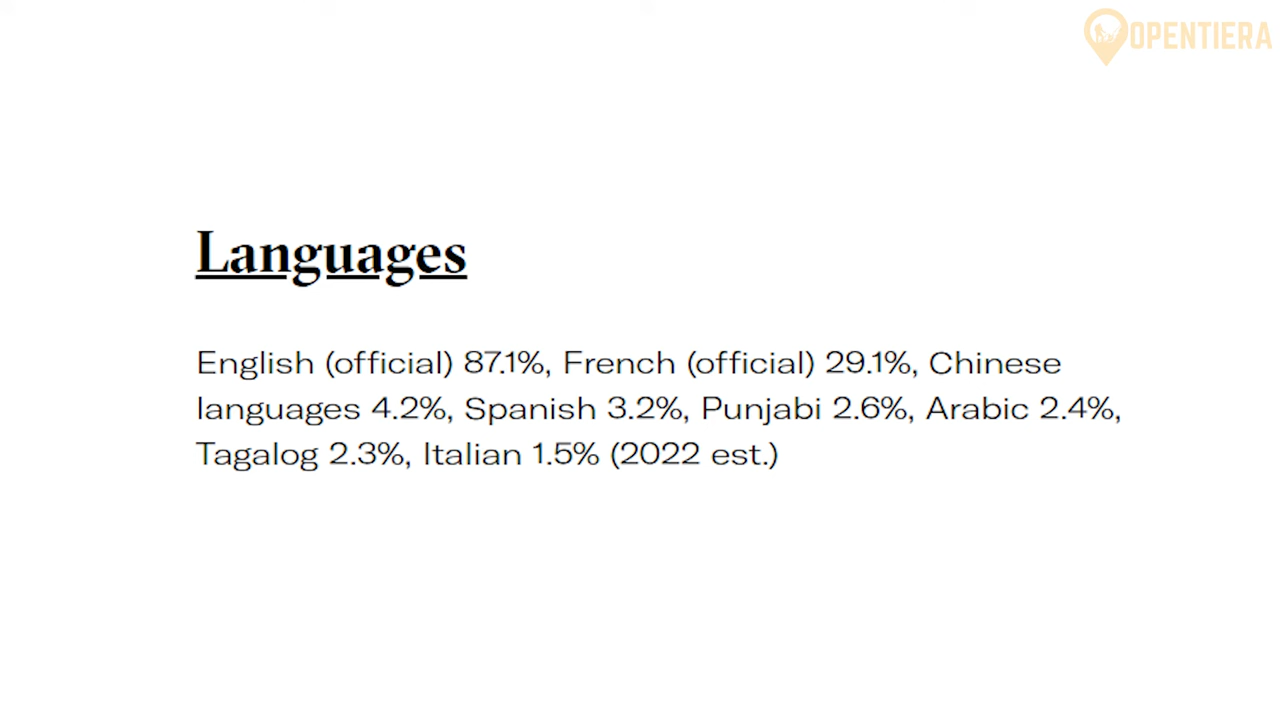 OPENTIERA
Languages
English (official) 87.1%, French (official) 29.1%, Chinese
languages 4.2%, Spanish 3.2%, Punjabi 2.6%, Arabic 2.4%,
Tagalog 2.3%, Italian 1.5% (2022 est.)